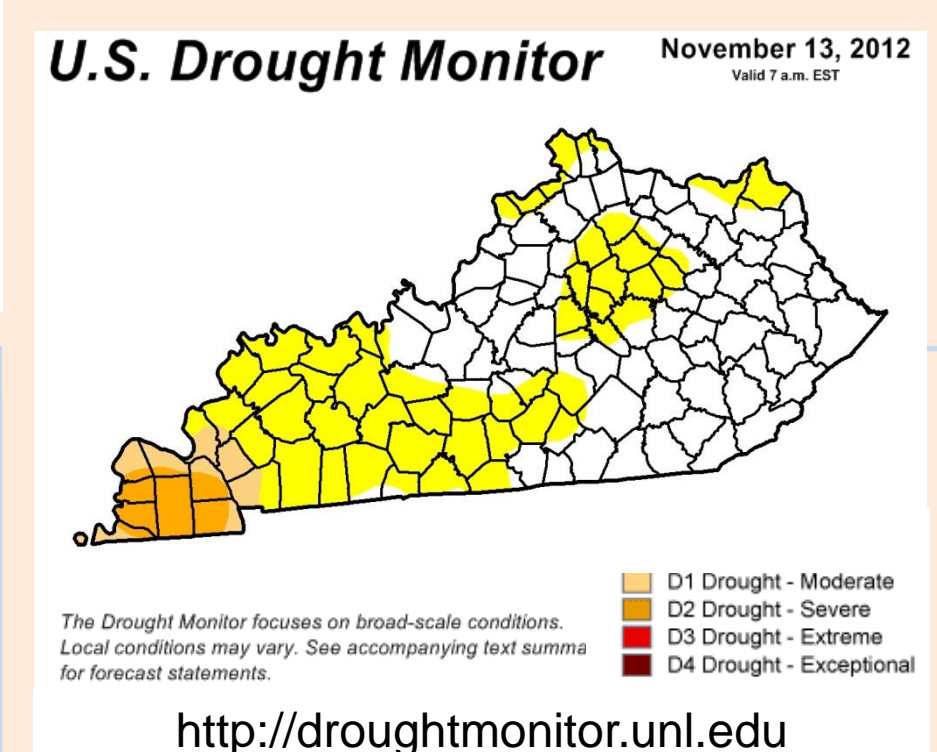 U.S. Drought Monitor
November 13, 2012
Valid 7 a.m. EST
D1 Drought - Moderate
D2 Drought - Severe
D3 Drought - Extreme
D4 Drought - Exceptional
The Drought Monitor focuses on broad-scale conditions.
Local conditions may vary. See accompanying text summa
for forecast statements.
http://droughtmonitor.unl.edu